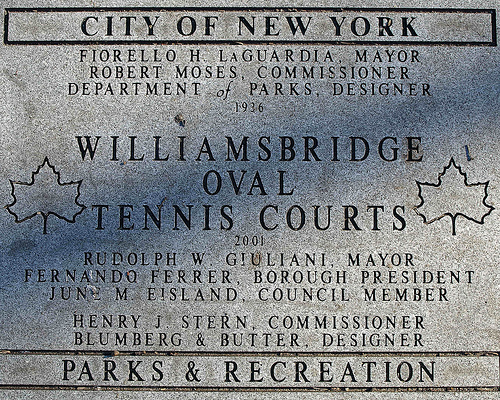 CITY OF NEW YORK
FIORELLO H. LAGUARDIA, MAYOR
ROBERT MOSES, COMMISSIONER
DEPARTMENT of PARKS, DESIGNER
1936
WILLIAMSBRIDGE
OVAL
TENNIS COURTS
2001
RUDOLPH W. GIULIANI, MAYOR
FERNANDO FERRER, BOROUGH PRESIDENT
JUNE M. EISLAND, COUNCIL MEMBER
HENRY J. STERN, COMMISSIONER
BLUMBERG & BUTTER, DESIGNER
PARKS & RECREATION